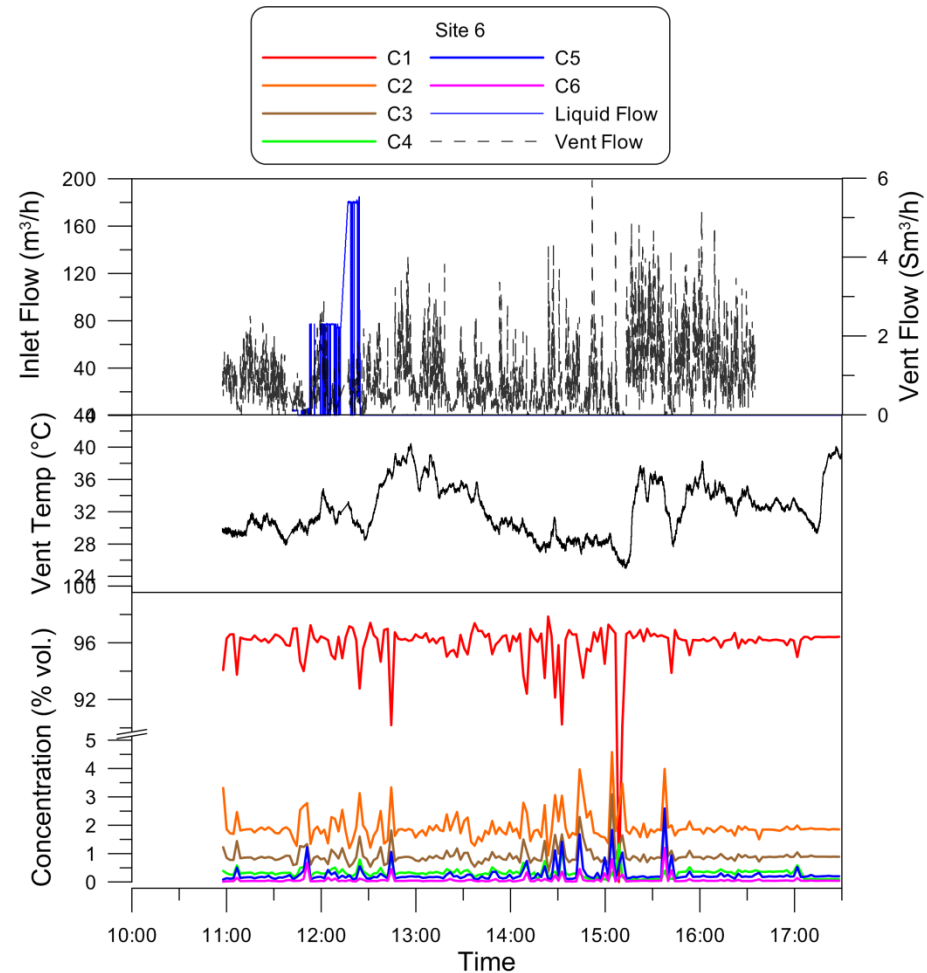 Site 6
C1 C5
C2 C6
C3 Liquid Flow
C4 Vent Flow
Inlet Flow (m³/h)
200
160
120
80
40
Vent Flow (Sm³/h)
6
4
2
0
Vent Temp (°C)
40
36
32
28
24
Concentration (% vol.)
100
96
92
5
4
3
2
1
0
10:00 11:00 12:00 13:00 14:00 15:00 16:00 17:00
Time